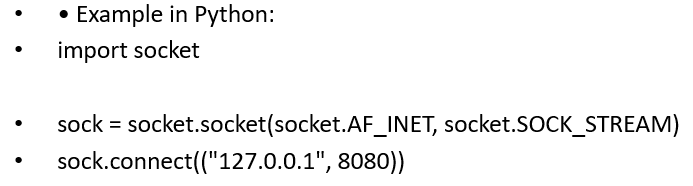 • • Example in Python:
• import socket
• sock = socket.socket(socket.AF_INET, socket.SOCK_STREAM)
• sock.connect(("127.0.0.1", 8080))